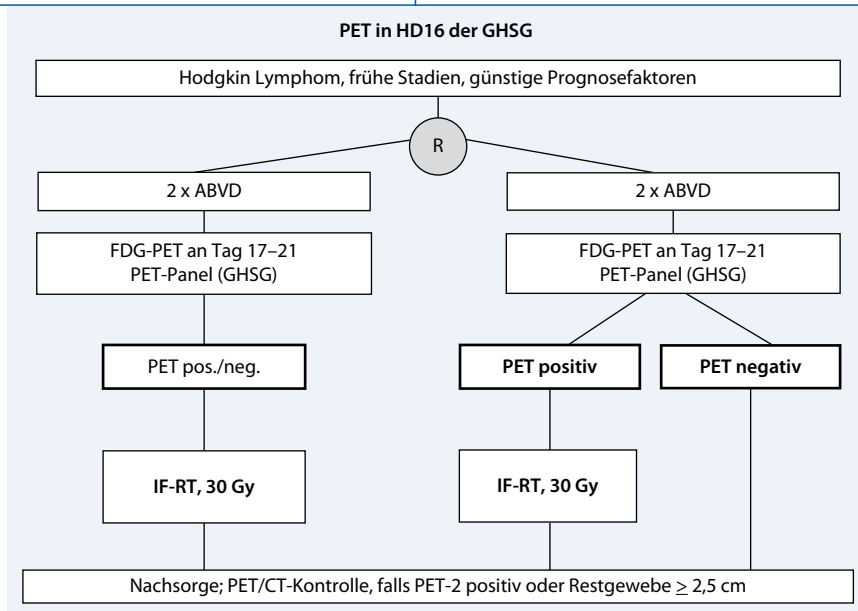 PET in HD16 der GHSG
Hodgkin Lymphom, frühe Stadien, günstige Prognosefaktoren
R
2 x ABVD
2 x ABVD
FDG-PET an Tag 17–21
PET-Panel (GHSG)
FDG-PET an Tag 17–21
PET-Panel (GHSG)
PET pos./neg.
PET positiv
PET negativ
IF-RT, 30 Gy
IF-RT, 30 Gy
Nachsorge; PET/CT-Kontrolle, falls PET-2 positiv oder Restgewebe ≥ 2,5 cm